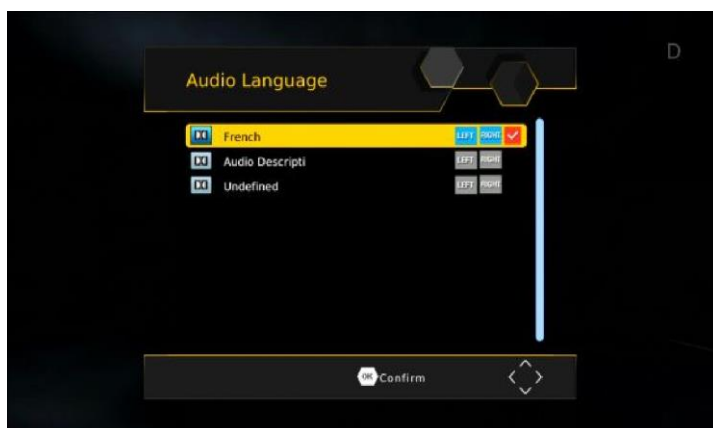 D
Audio Language
French LEFT RIGHT
Audio Descripti LEFT RIGHT
Undefined LEFT RIGHT
OK Confirm